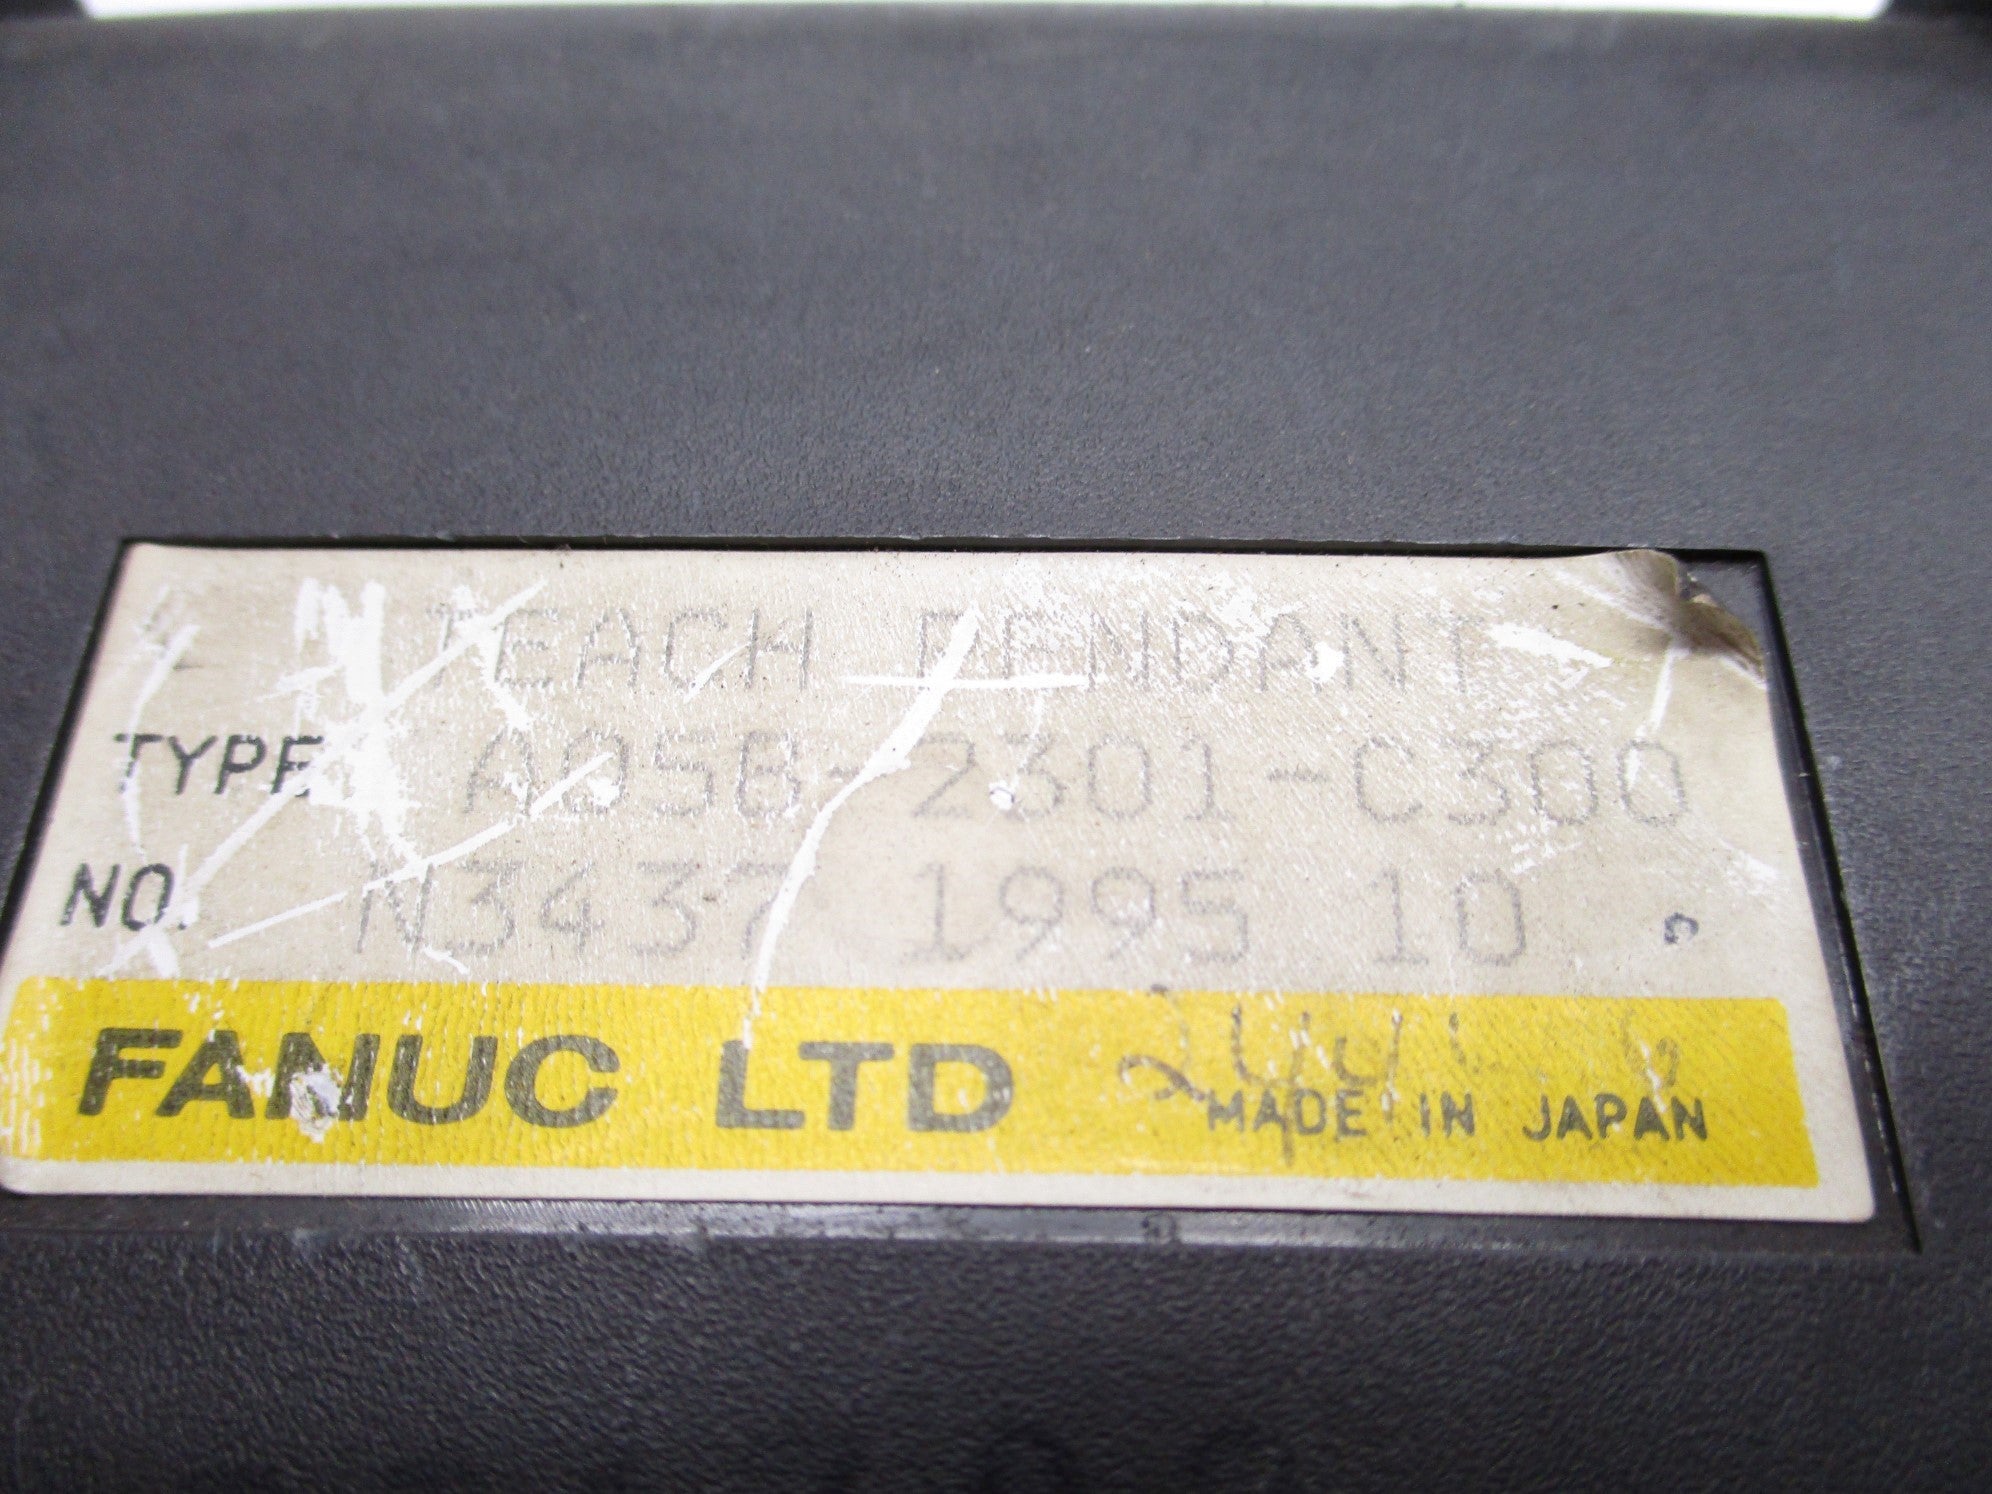 TEACH PENDANT
TYPE A05B-2301-C300
NO. N3437 1995 10
FANUC LTD MADE IN JAPAN